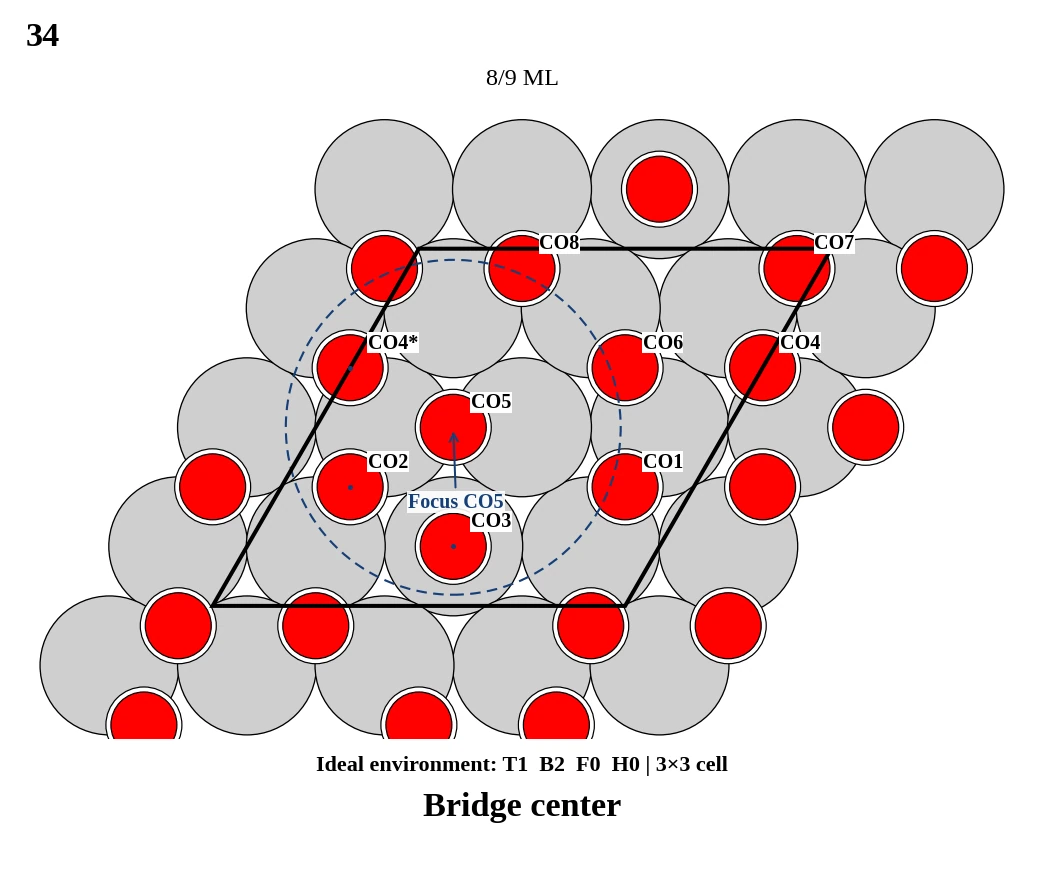 34
8/9 ML
CO8
CO7
CO4*
CO6
CO4
CO5
CO2
CO1
Focus CO5
CO3
Ideal environment: T1 B2 F0 H0 | 3×3 cell
Bridge center